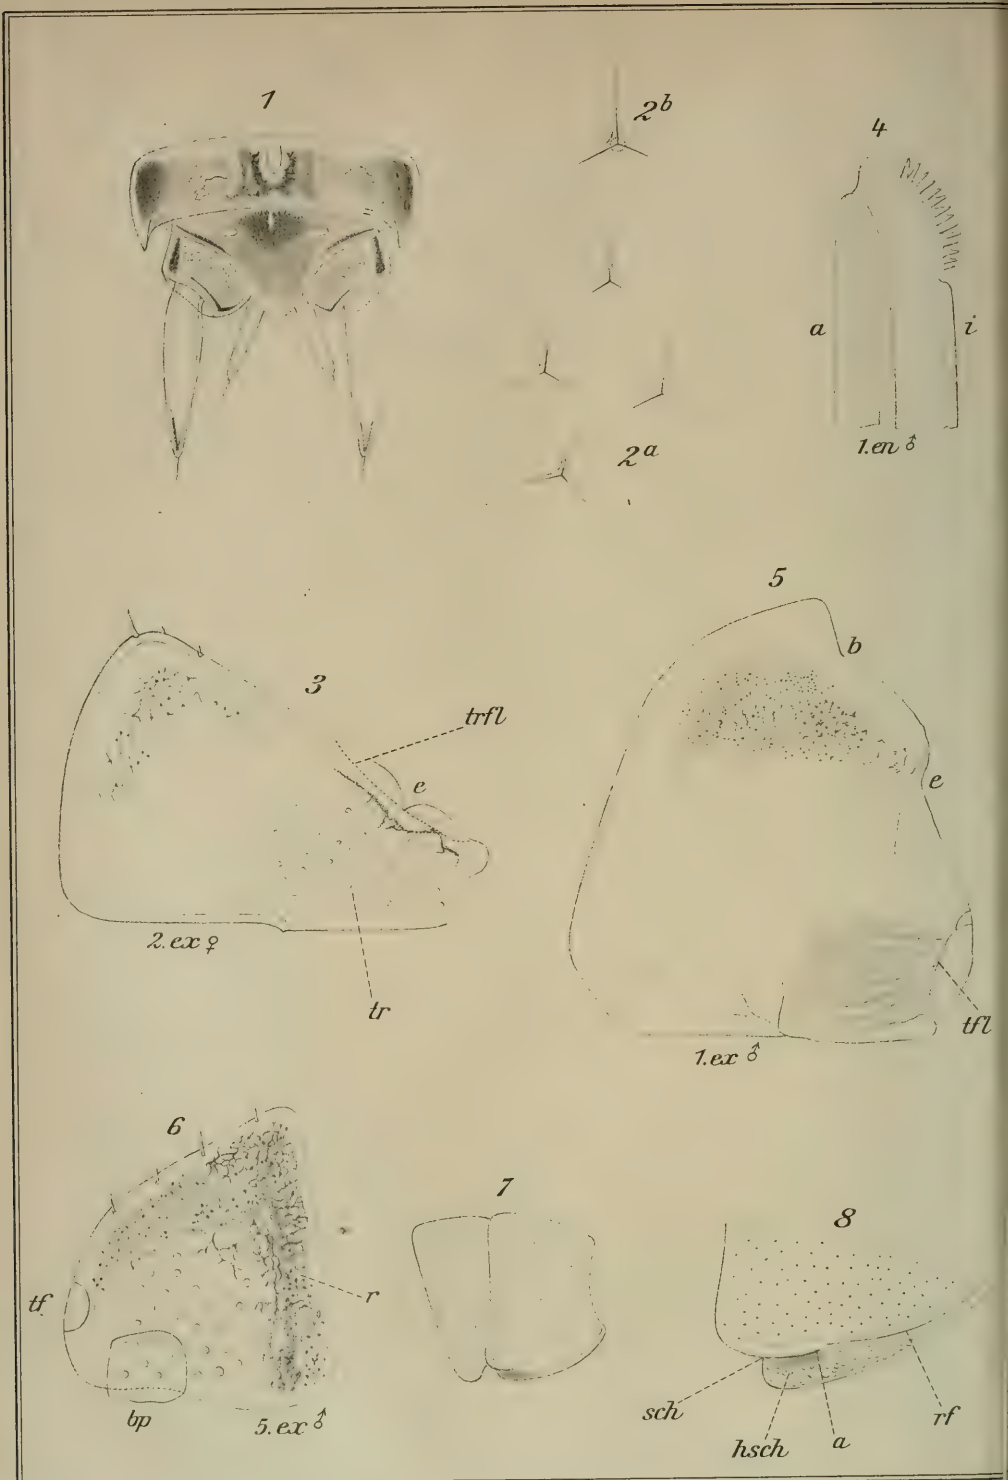 1
2b
4
a
i
1.en ♂
2a
3
trfl
e
2.ex ♀
tr
5
b
e
tfl
1.ex ♂
6
tf
r
bp
5.ex ♂
7
8
sch
hsch
a
rf